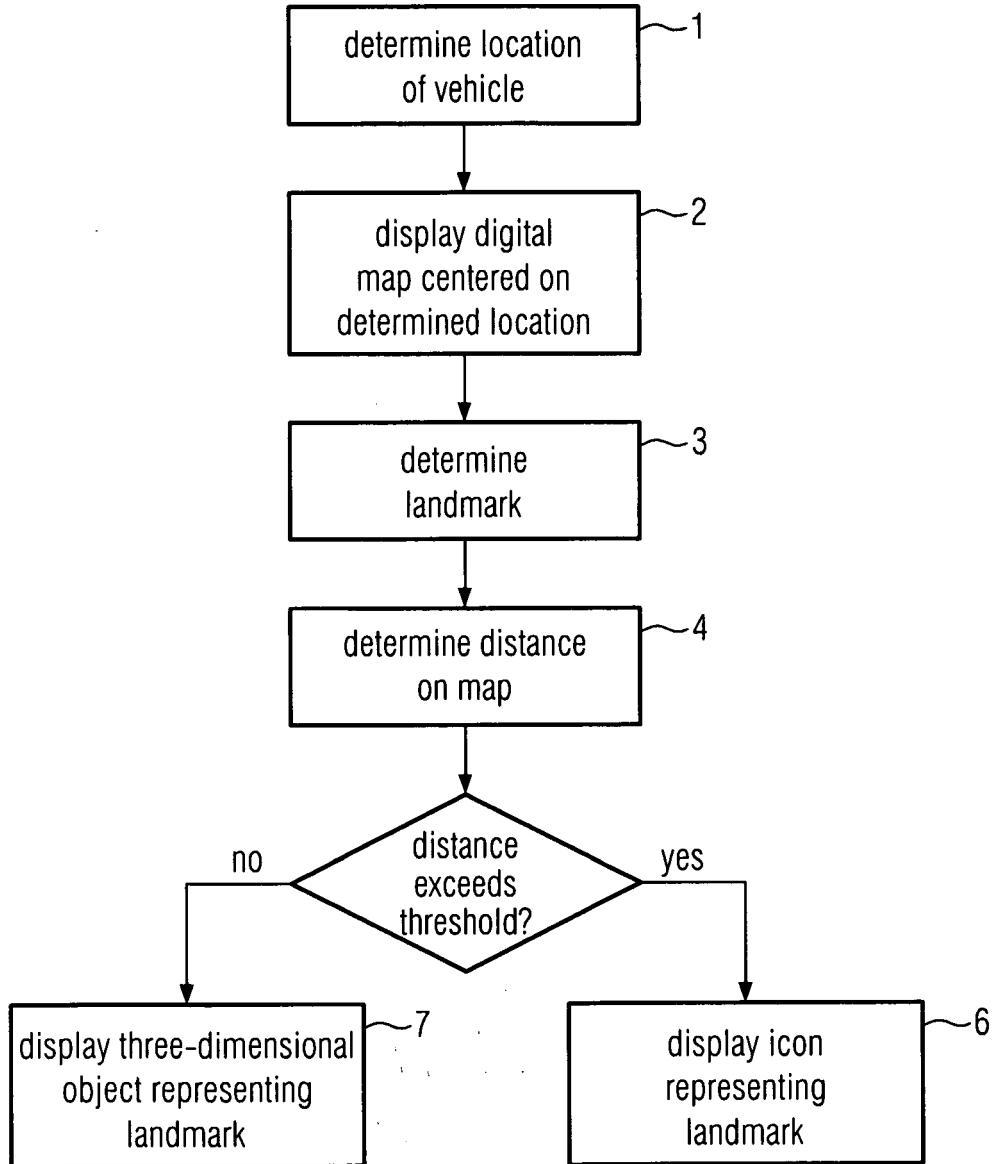 determine location
of vehicle
1
display digital
map centered on
determined location
2
determine
landmark
3
determine distance
on map
4
distance
exceeds
threshold?
no
yes
display three-dimensional
object representing
landmark
7
display icon
representing
landmark
6